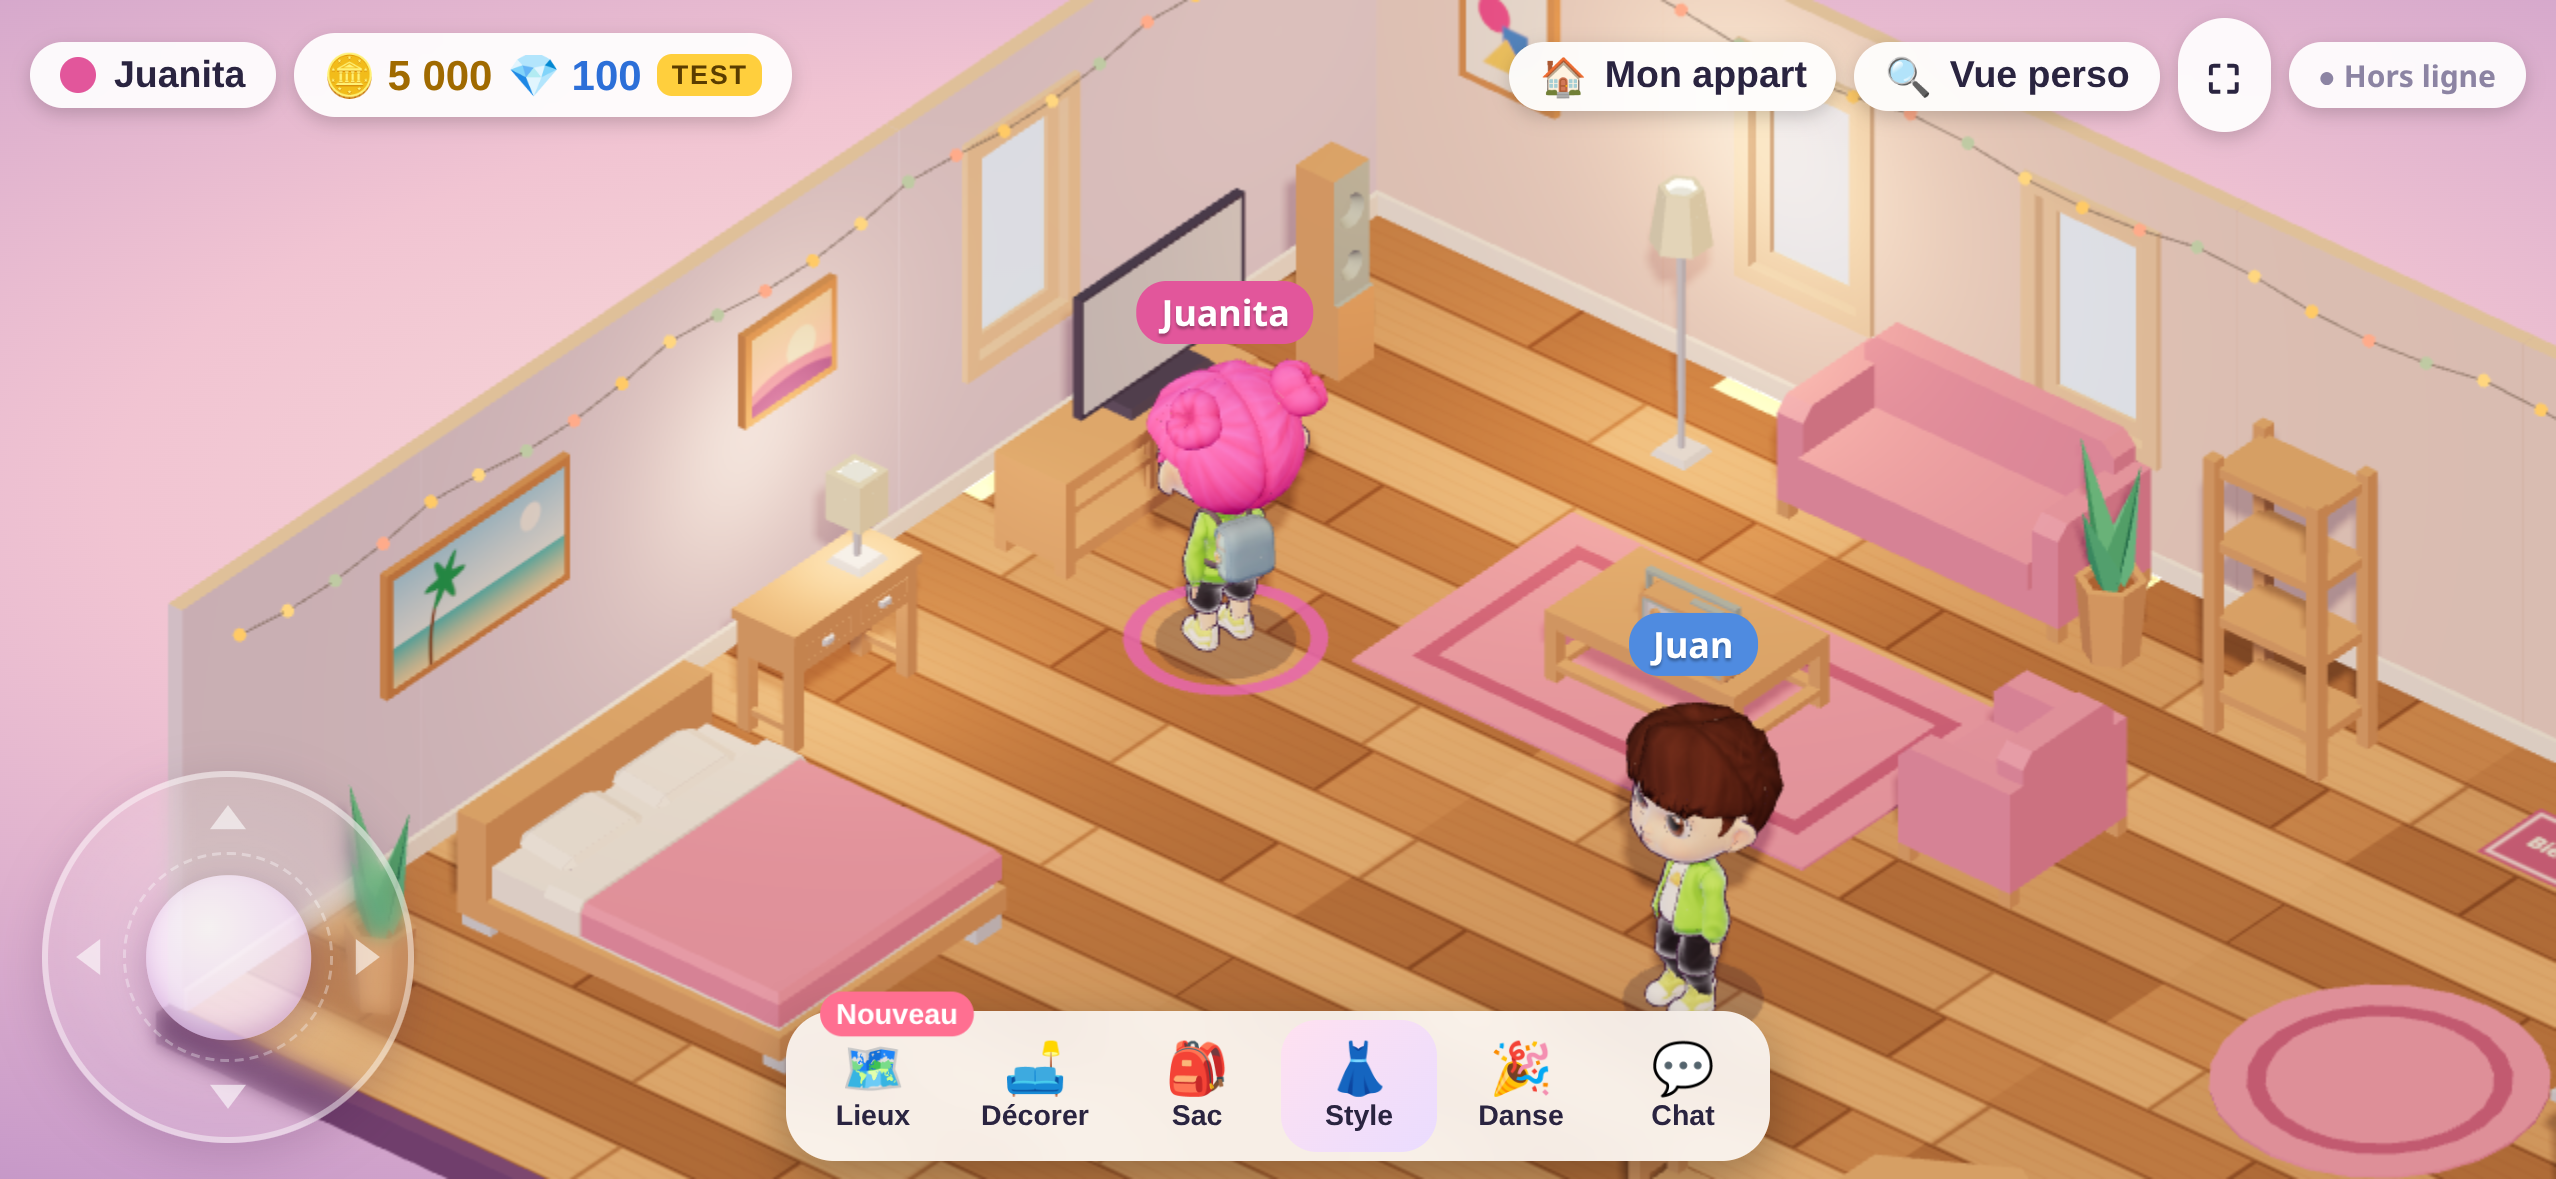 Juanita
5 000 100 TEST
Mon appart
Vue perso
Hors ligne
Juanita
Juan
Nouveau
Lieux
Décorer
Sac
Style
Danse
Chat